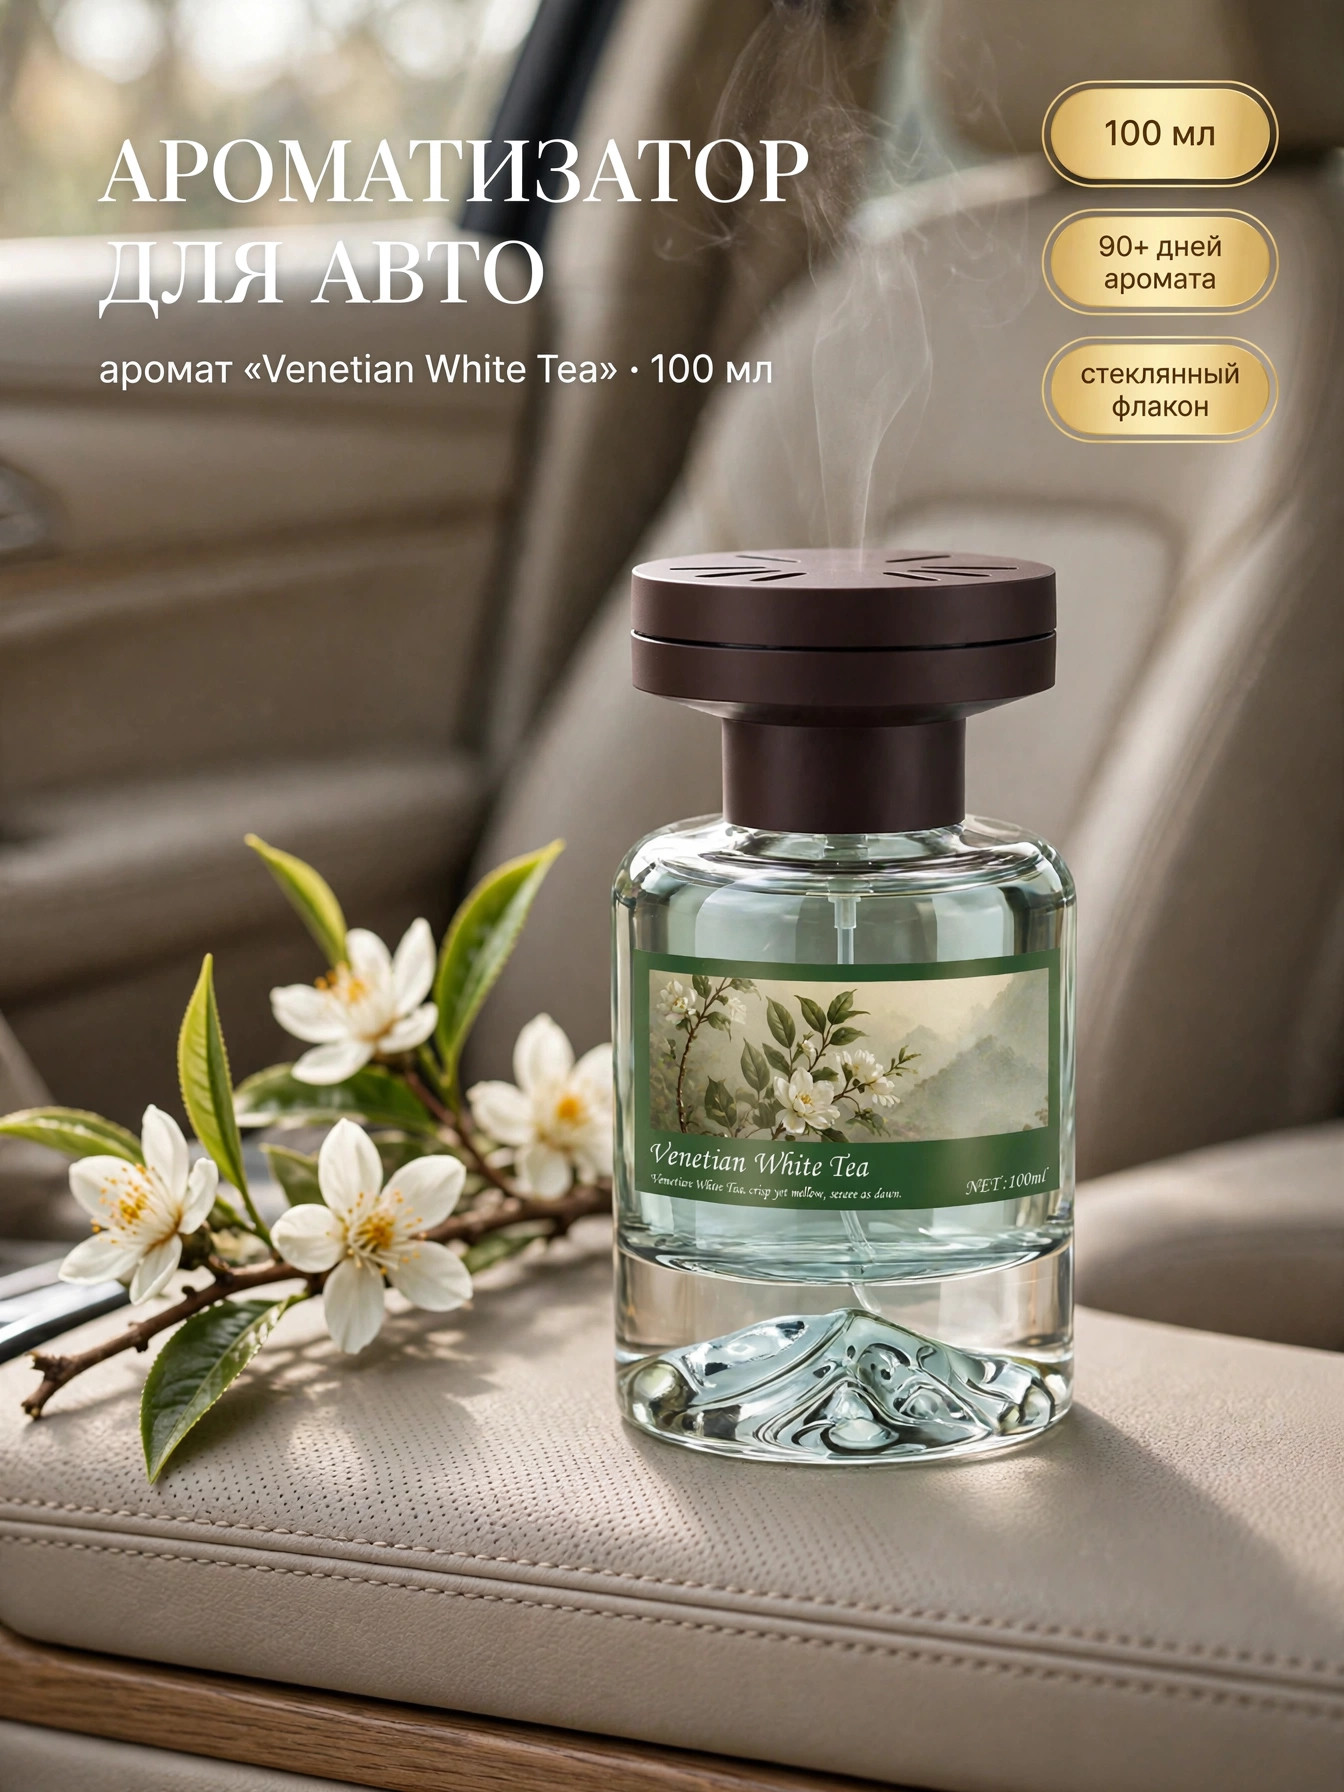 АРОМАТИЗАТОР
ДЛЯ АВТО
аромат «Venetian White Tea» · 100 мл
100 мл
90+ дней
аромата
стеклянный
флакон
Venetian White Tea
Venetian White Tea, crisp yet mellow, serene as dawn.
NET:100ml